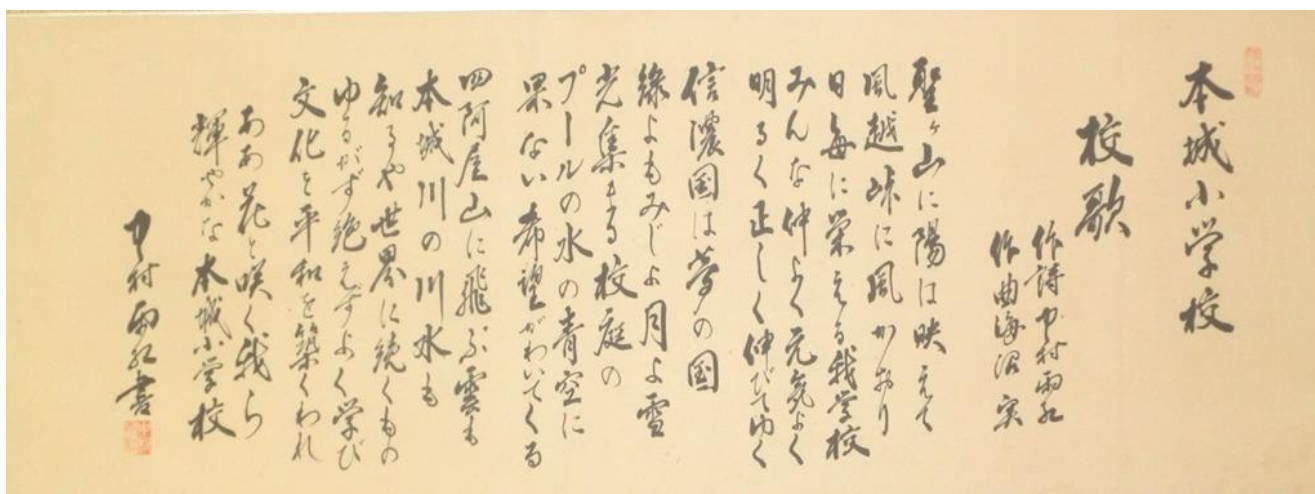 本城小学校
校歌
作詩 中村雨紅
作曲 海沼 実
聖ヶ山に陽は映えて
風越峠に風かおり
日毎に栄える我学校
みんな仲よく元気よく
明るく正しく伸びてゆく
信濃国は夢の国
緑よもみじよ月よ雪
光集まる校庭の
プールの水の青空に
果ない希望がわいてくる
四阿屋山に飛ぶ雲も
本城川の川水も
知るや世界に続くもの
ゆるがず絶えずよく学び
文化と平和を築くわれ
ああ花と咲く我ら
輝やかな本城小学校
中村雨紅書